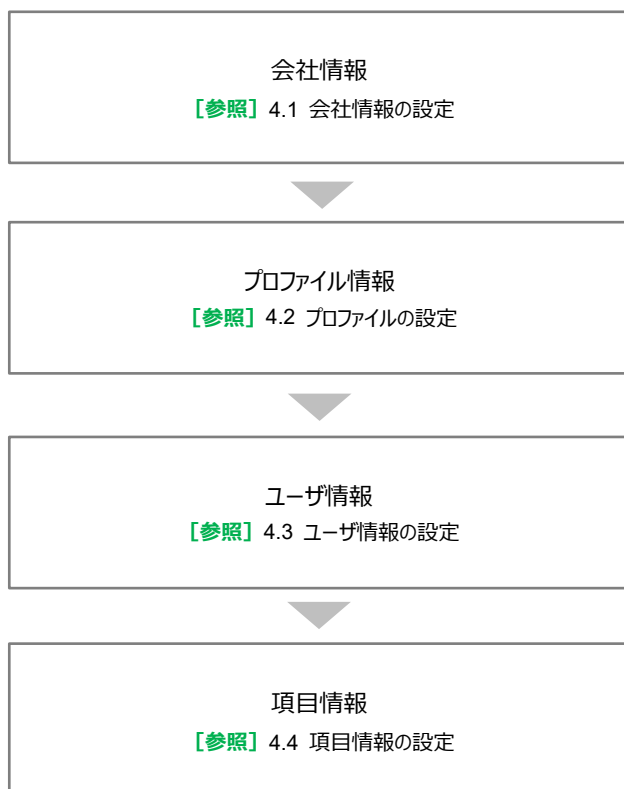 会社情報
［参照］ 4.1 会社情報の設定
プロファイル情報
［参照］ 4.2 プロファイルの設定
ユーザ情報
［参照］ 4.3 ユーザ情報の設定
項目情報
［参照］ 4.4 項目情報の設定